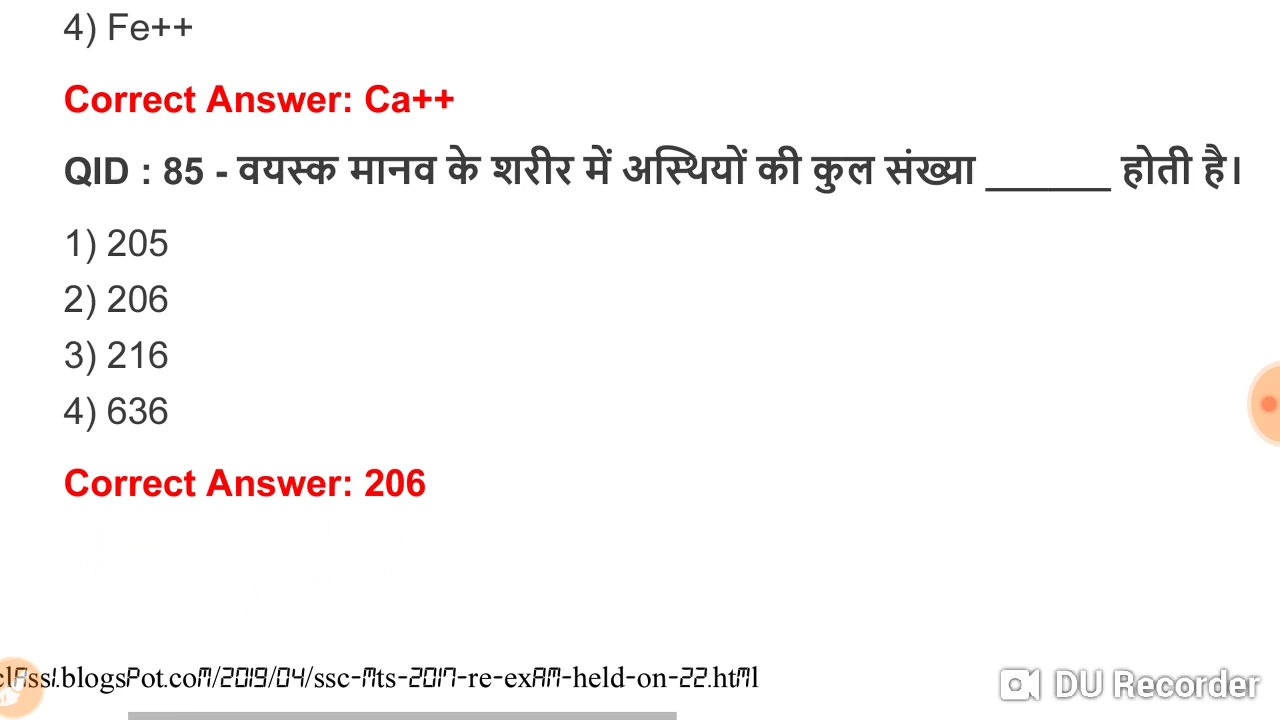 4) Fe++
Correct Answer: Ca++
QID : 85 - वयस्क मानव के शरीर में अस्थियों की कुल संख्या ______ होती है।
1) 205
2) 206
3) 216
4) 636
Correct Answer: 206
clAss1.blogsPot.coM/2019/04/ssc-Mts-2017-re-exAM-held-on-22.htMl
DU Recorder